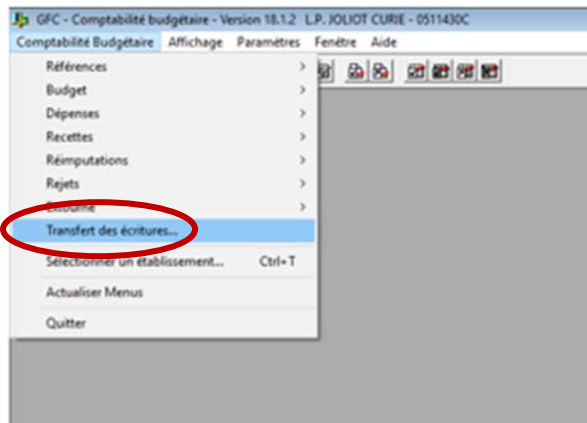 GFC - Comptabilité budgétaire - Version 18.1.2 L.P. JOLIOT CURIE - 0511430C
Comptabilité Budgétaire Affichage Paramètres Fenêtre Aide
Références
Budget
Dépenses
Recettes
Réimputations
Rejets
Extourne
Transfert des écritures...
Sélectionner un établissement... Ctrl+T
Actualiser Menus
Quitter